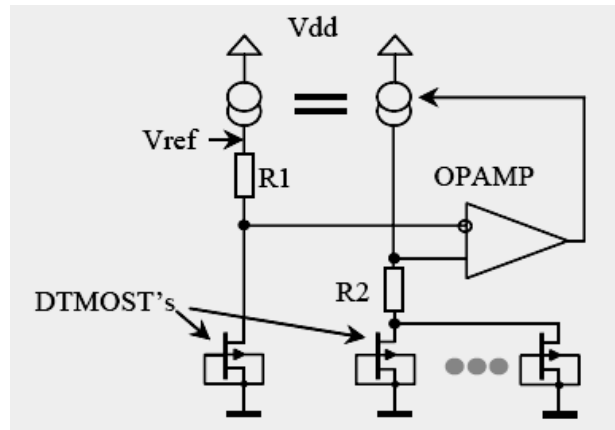 Vdd
Vref
R1
OPAMP
R2
DTMOST's